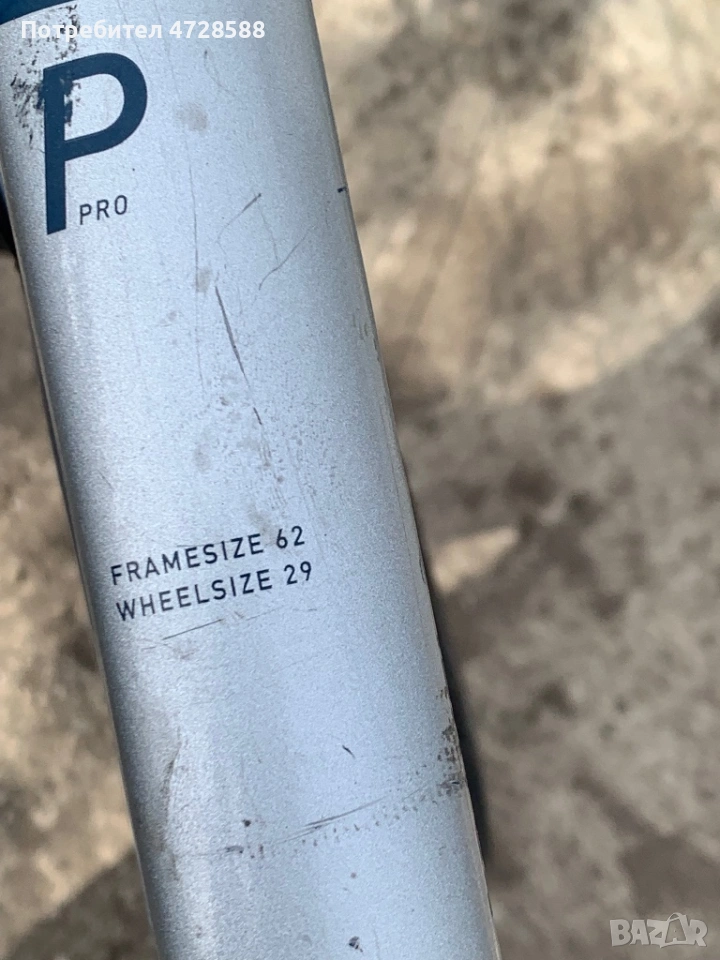 Потребител 4728588
P
PRO
FRAMESIZE 62
WHEELSIZE 29
BAZAR